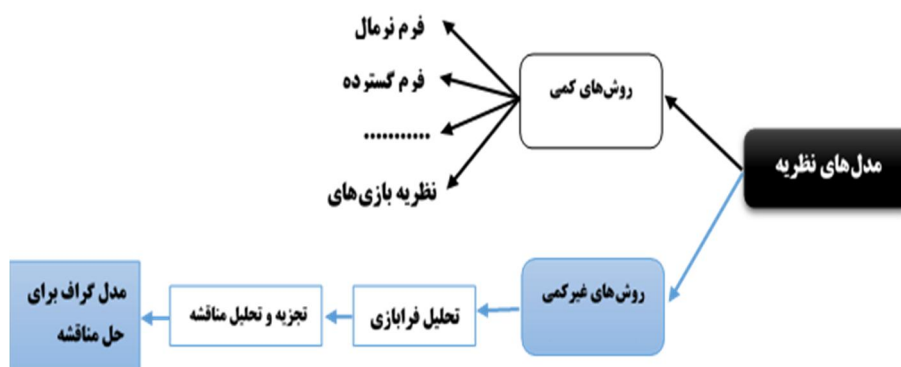 مدل‌های نظریه
روش‌های کمی
فرم نرمال
فرم گسترده
...........
نظریه بازی‌های
روش‌های غیرکمی
تحلیل فرابازی
تجزیه و تحلیل مناقشه
مدل گراف برای
حل مناقشه